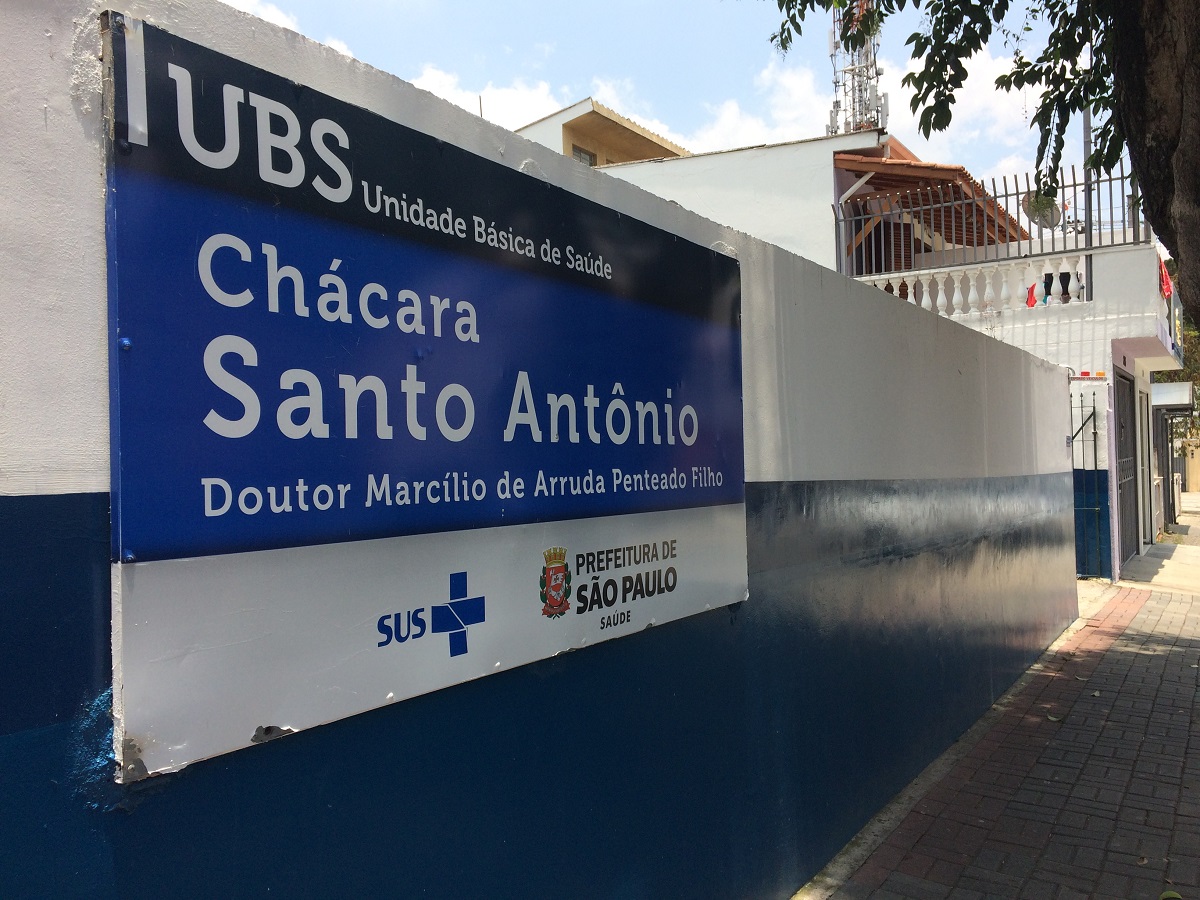 UBS Unidade Básica de Saúde
Chácara
Santo Antônio
Doutor Marcílio de Arruda Penteado Filho
SUS
PREFEITURA DE
SÃO PAULO
SAÚDE